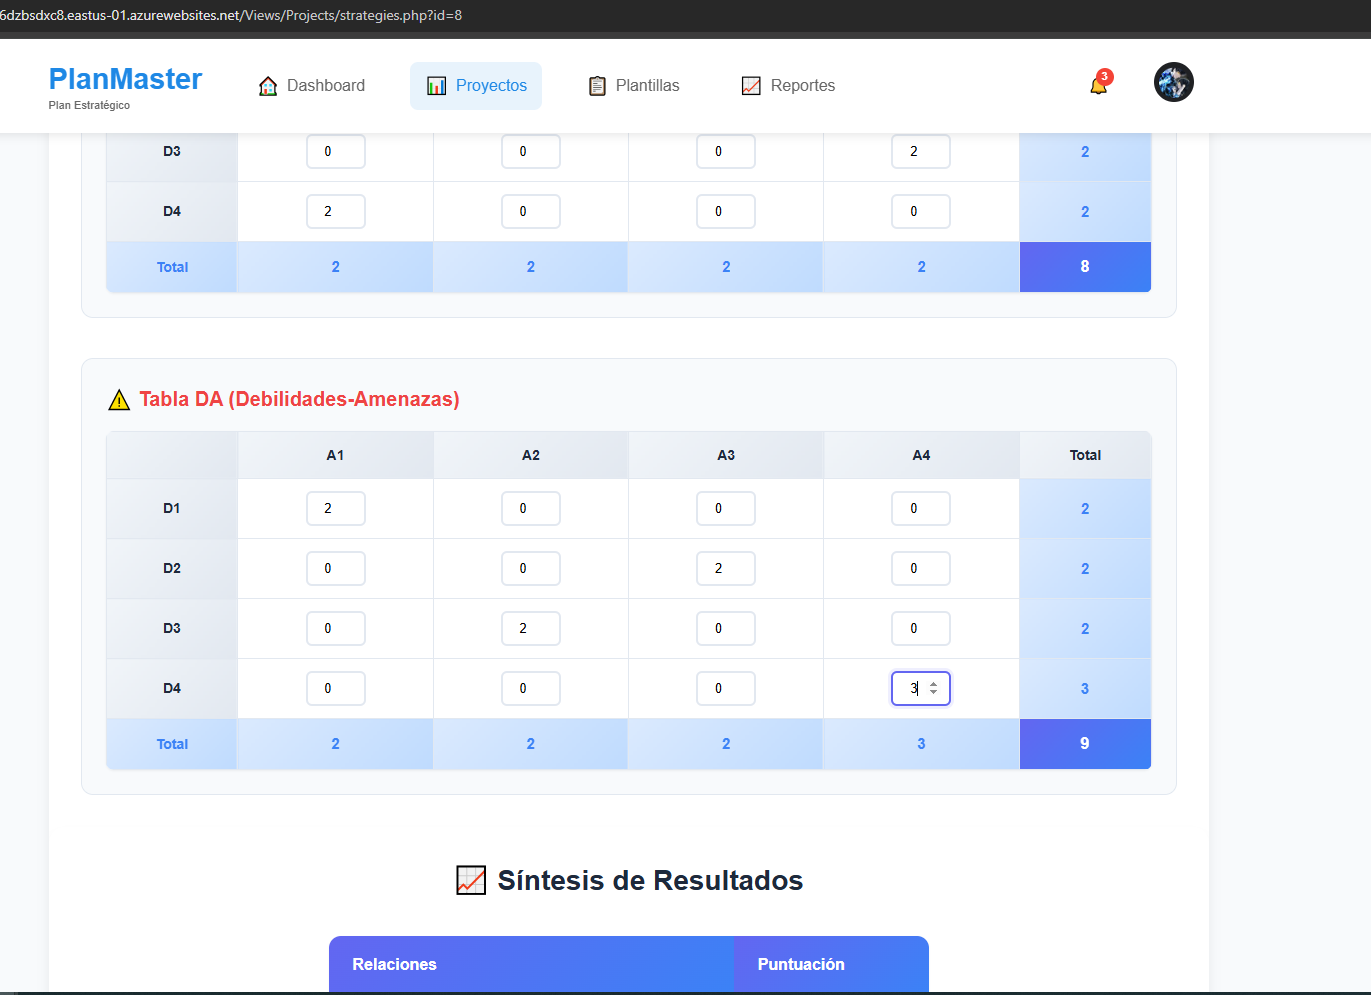 6dzbsdxc8.eastus-01.azurewebsites.net/Views/Projects/strategies.php?id=8
PlanMaster
Plan Estratégico
Dashboard
Proyectos
Plantillas
Reportes
3
D3 0 0 0 2 2
D4 2 0 0 0 2
Total 2 2 2 2 8
Tabla DA (Debilidades-Amenazas)
A1 A2 A3 A4 Total
D1 2 0 0 0 2
D2 0 0 2 0 2
D3 0 2 0 0 2
D4 0 0 0 3 3
Total 2 2 2 3 9
Síntesis de Resultados
Relaciones Puntuación